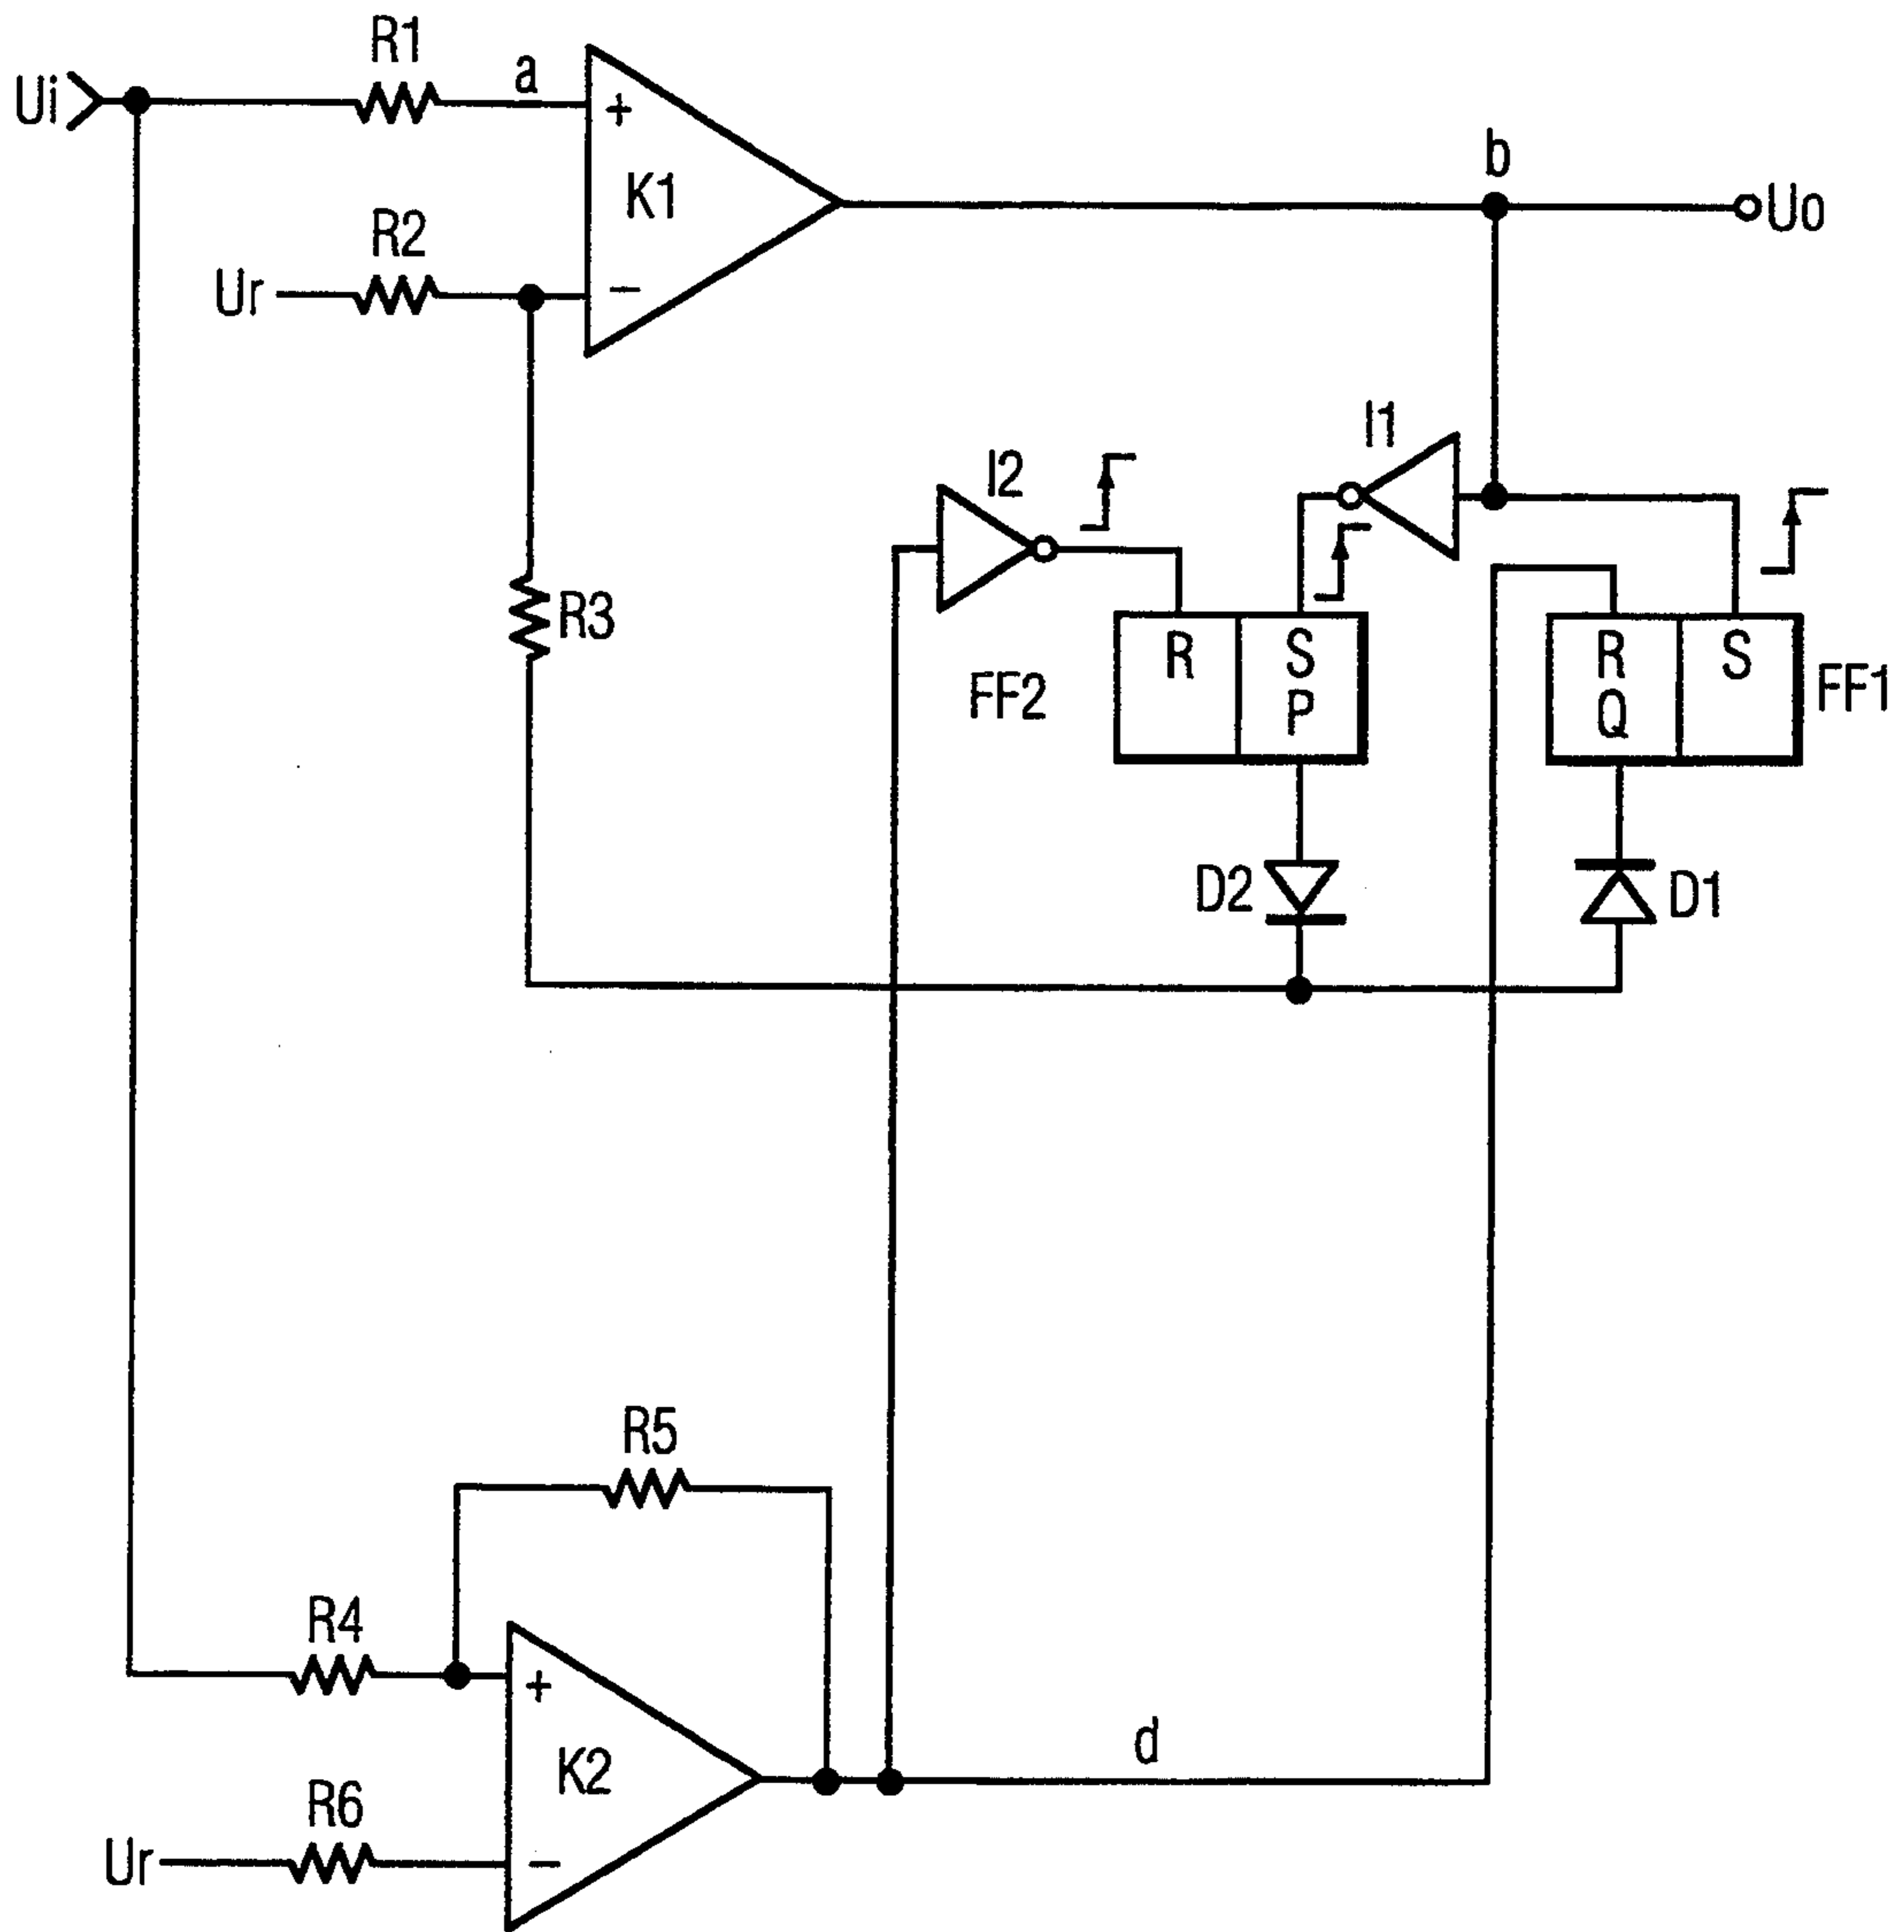 R1
a
Ui
+
K1
b
Uo
R2
Ur
−
I1
I2
R3
FF2
R
S
P
R
Q
S
FF1
D2
D1
R5
R4
+
K2
d
R6
Ur
−